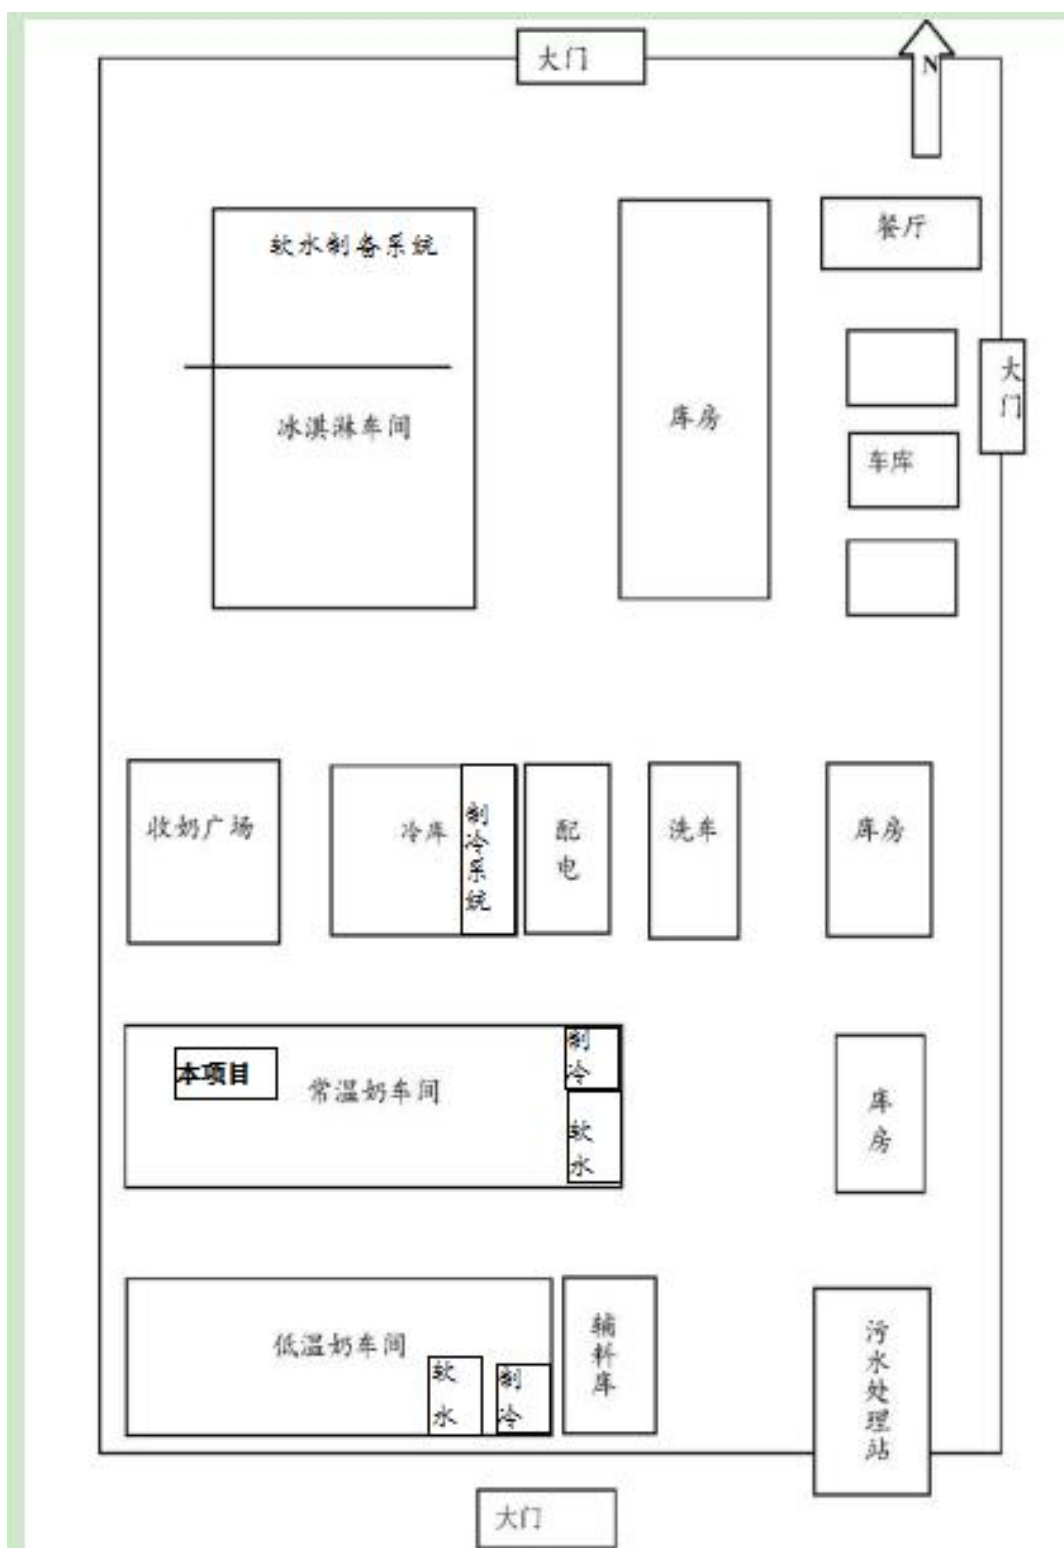 大门
N
软水制备系统
餐厅
大
门
冰淇淋车间
库房
车库
收奶广场
冷库
制
冷
系
统
配
电
洗车
库房
本项目
常温奶车间
制
冷
软
水
库
房
低温奶车间
软
水
制
冷
辅
料
库
污
水
处
理
站
大门